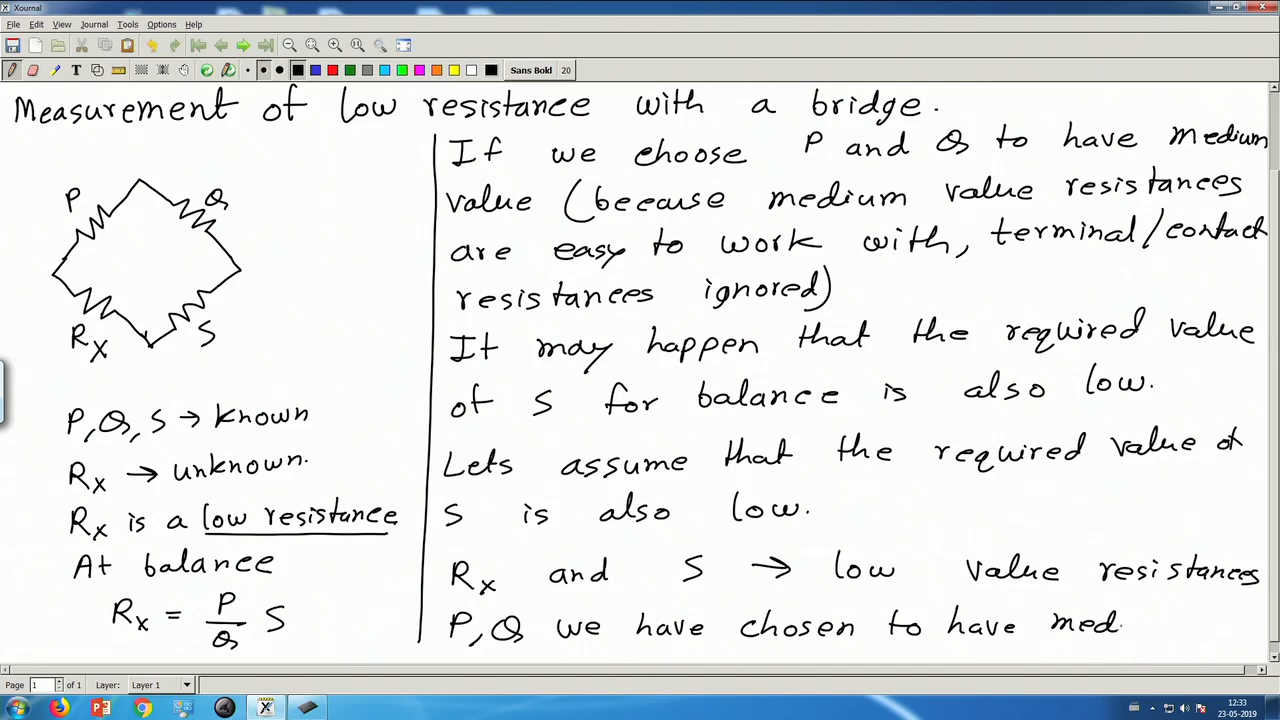 Xournal
File Edit View Journal Tools Options Help
Sans Bold 20
Measurement of low resistance with a bridge.
P
Q
Rx
S
P, Q, S → known
Rx → unknown.
Rx is a low resistance
At balance
Rx = P/Q S
If we choose P and Q to have medium
value (because medium value resistances
are easy to work with, terminal/contact
resistances ignored)
It may happen that the required value
of S for balance is also low.
Lets assume that the required value of
S is also low.
Rx and S → low value resistances
P, Q we have chosen to have med
Page 1 of 1 Layer: Layer 1
12:33
23-05-2019